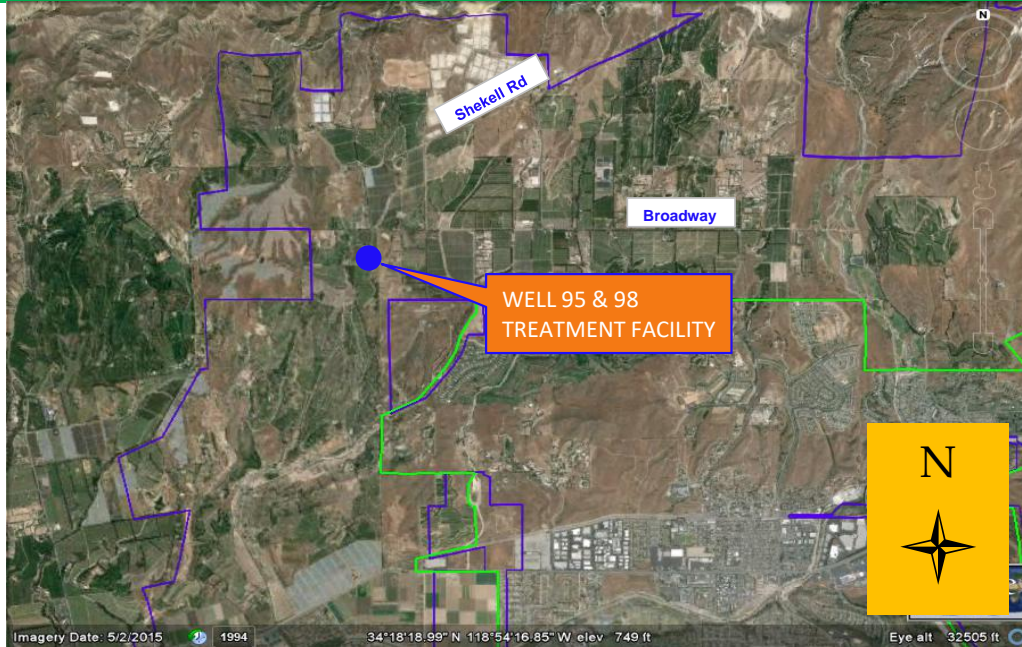 N
Shekell Rd
Broadway
WELL 95 & 98
TREATMENT FACILITY
N
Imagery Date: 5/2/2015 1994 34°18'18.99" N 118°54'16.85" W elev 749 ft Eye alt 32505 ft